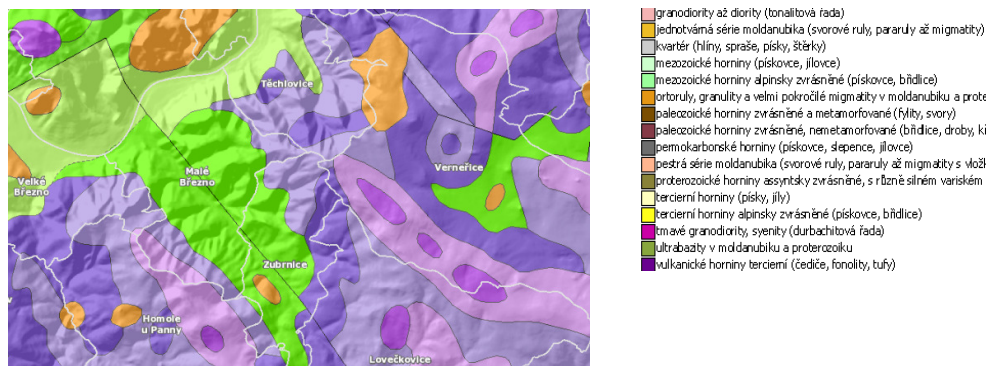 Těchlovice
Malé
Březno
Verneřice
Velké
Březno
Zubrnice
Homole
u Panny
Lovečkovice
granodiority až diority (tonalitová řada)
jednotvárná série moldanubika (svorové ruly, pararuly až migmatity)
kvartér (hlíny, spraše, písky, štěrky)
mezozoické horniny (pískovce, jílovce)
mezozoické horniny alpinsky zvrásněné (pískovce, břidlice)
ortoruly, granulity a velmi pokročilé migmatity v moldanubiku a prote
paleozoické horniny zvrásněné a metamorfované (fylity, svory)
paleozoické horniny zvrásněné, nemetamorfované (břidlice, droby, k
permokarbonské horniny (pískovce, slepence, jílovce)
pestrá série moldanubika (svorové ruly, pararuly až migmatity s vlož
proterozoické horniny assyntsky zvrásněné, s různě silném variském
terciérní horniny (písky, jíly)
terciérní horniny alpinsky zvrásněné (pískovce, břidlice)
tmavé granodiority, syenity (durbachitová řada)
ultrabazity v moldanubiku a proterozoiku
vulkanické horniny terciérní (čediče, fonolity, tufy)